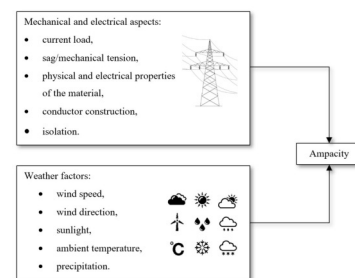 Mechanical and electrical aspects:
• current load,
• sag/mechanical tension,
• physical and electrical properties
of the material,
• conductor construction,
• isolation.
Ampacity
Weather factors:
• wind speed,
• wind direction,
• sunlight,
• ambient temperature,
• precipitation.
°C